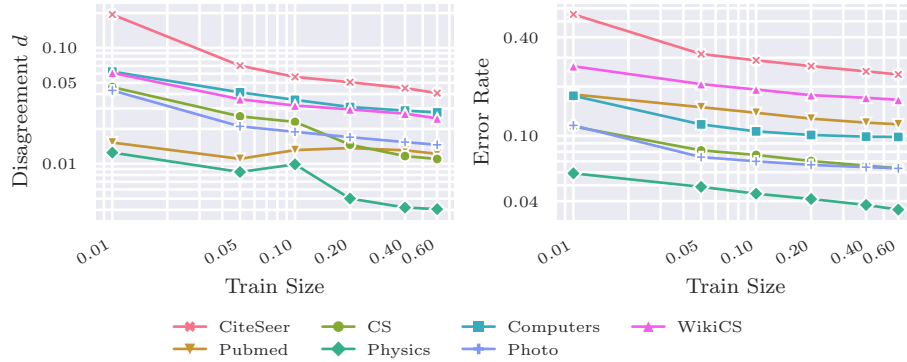 Disagreement d
0.10
0.05
0.01
0.01
0.05
0.10
0.20
0.40
0.60
Train Size
Error Rate
0.40
0.10
0.04
0.01
0.05
0.10
0.20
0.40
0.60
Train Size
CiteSeer
CS
Computers
WikiCS
Pubmed
Physics
Photo